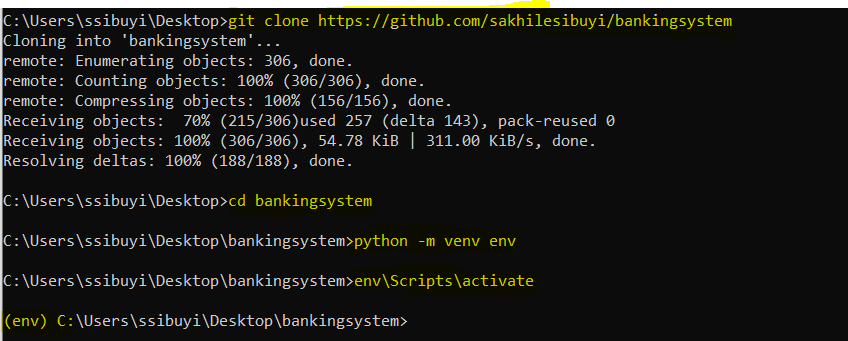 C:\Users\ssibuyi\Desktop>git clone https://github.com/sakhilesibuyi/bankingsystem
Cloning into 'bankingsystem'...
remote: Enumerating objects: 306, done.
remote: Counting objects: 100% (306/306), done.
remote: Compressing objects: 100% (156/156), done.
Receiving objects:  70% (215/306)used 257 (delta 143), pack-reused 0
Receiving objects: 100% (306/306), 54.78 KiB | 311.00 KiB/s, done.
Resolving deltas: 100% (188/188), done.
C:\Users\ssibuyi\Desktop>cd bankingsystem
C:\Users\ssibuyi\Desktop\bankingsystem>python -m venv env
C:\Users\ssibuyi\Desktop\bankingsystem>env\Scripts\activate
(env) C:\Users\ssibuyi\Desktop\bankingsystem>